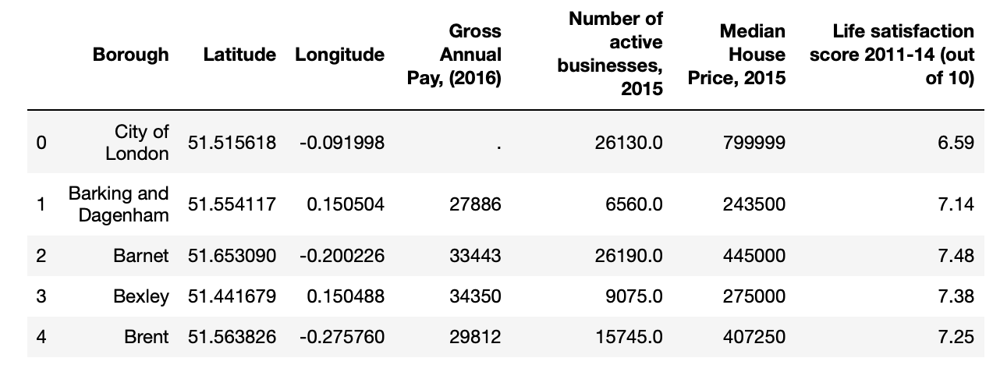 Borough Latitude Longitude Gross Annual Pay, (2016) Number of active businesses, 2015 Median House Price, 2015 Life satisfaction score 2011-14 (out of 10)
0 City of London 51.515618 -0.091998 . 26130.0 799999 6.59
1 Barking and Dagenham 51.554117 0.150504 27886 6560.0 243500 7.14
2 Barnet 51.653090 -0.200226 33443 26190.0 445000 7.48
3 Bexley 51.441679 0.150488 34350 9075.0 275000 7.38
4 Brent 51.563826 -0.275760 29812 15745.0 407250 7.25